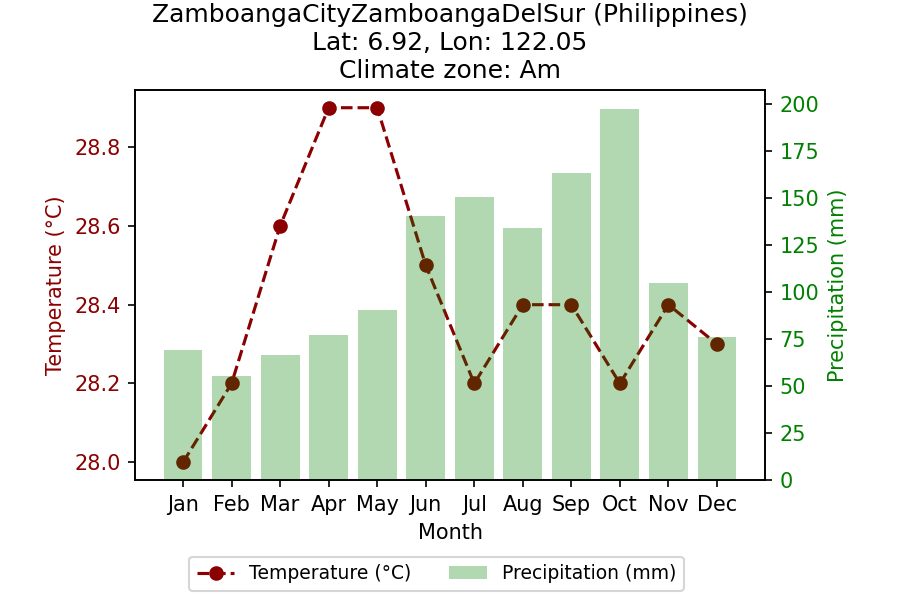 ZamboangaCityZamboangaDelSur (Philippines)
Lat: 6.92, Lon: 122.05
Climate zone: Am
Temperature (°C)
28.8
28.6
28.4
28.2
28.0
200
175
150
125
100
75
50
25
0
Precipitation (mm)
Jan Feb Mar Apr May Jun Jul Aug Sep Oct Nov Dec
Month
Temperature (°C) Precipitation (mm)